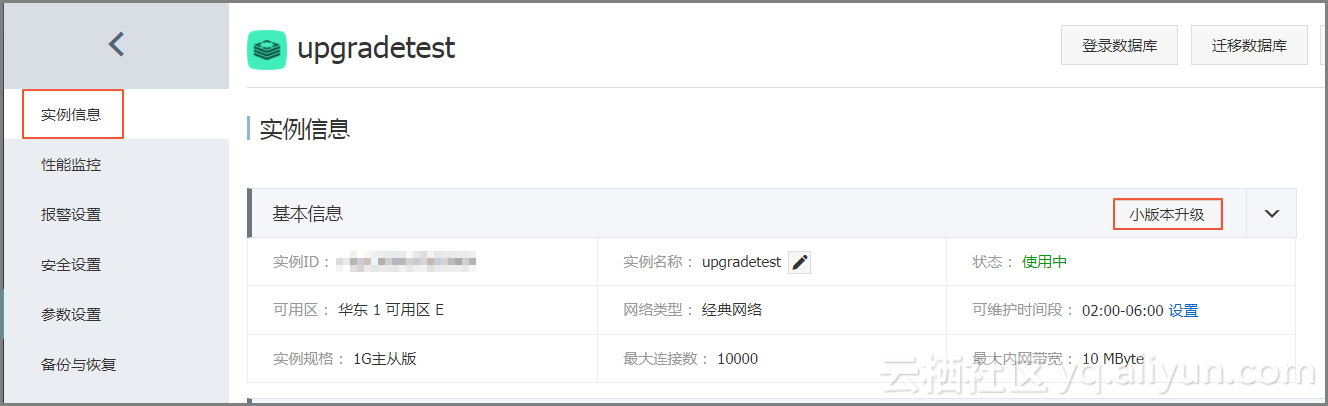 upgradetest
登录数据库
迁移数据库
实例信息
性能监控
报警设置
安全设置
参数设置
备份与恢复
实例信息
基本信息
小版本升级
实例ID：
实例名称： upgradetest
状态： 使用中
可用区： 华东 1 可用区 E
网络类型： 经典网络
可维护时间段： 02:00-06:00 设置
实例规格： 1G主从版
最大连接数： 10000
最大内网带宽： 10 MByte
云栖社区 yq.aliyun.com